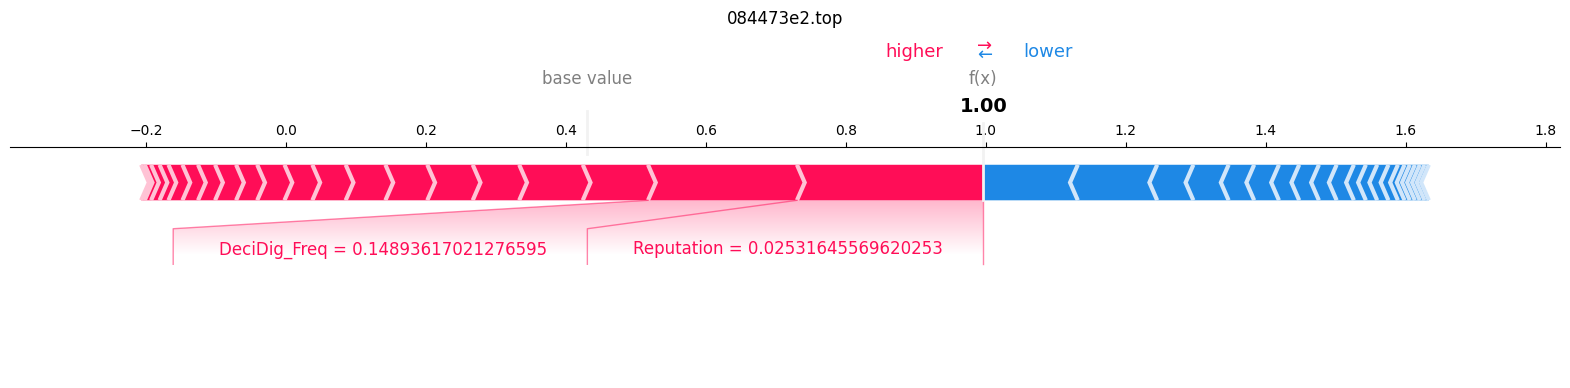 084473e2.top
higher ⇄ lower
base value f(x)
1.00
−0.2 0.0 0.2 0.4 0.6 0.8 1.0 1.2 1.4 1.6 1.8
DeciDig_Freq = 0.14893617021276595 Reputation = 0.02531645569620253